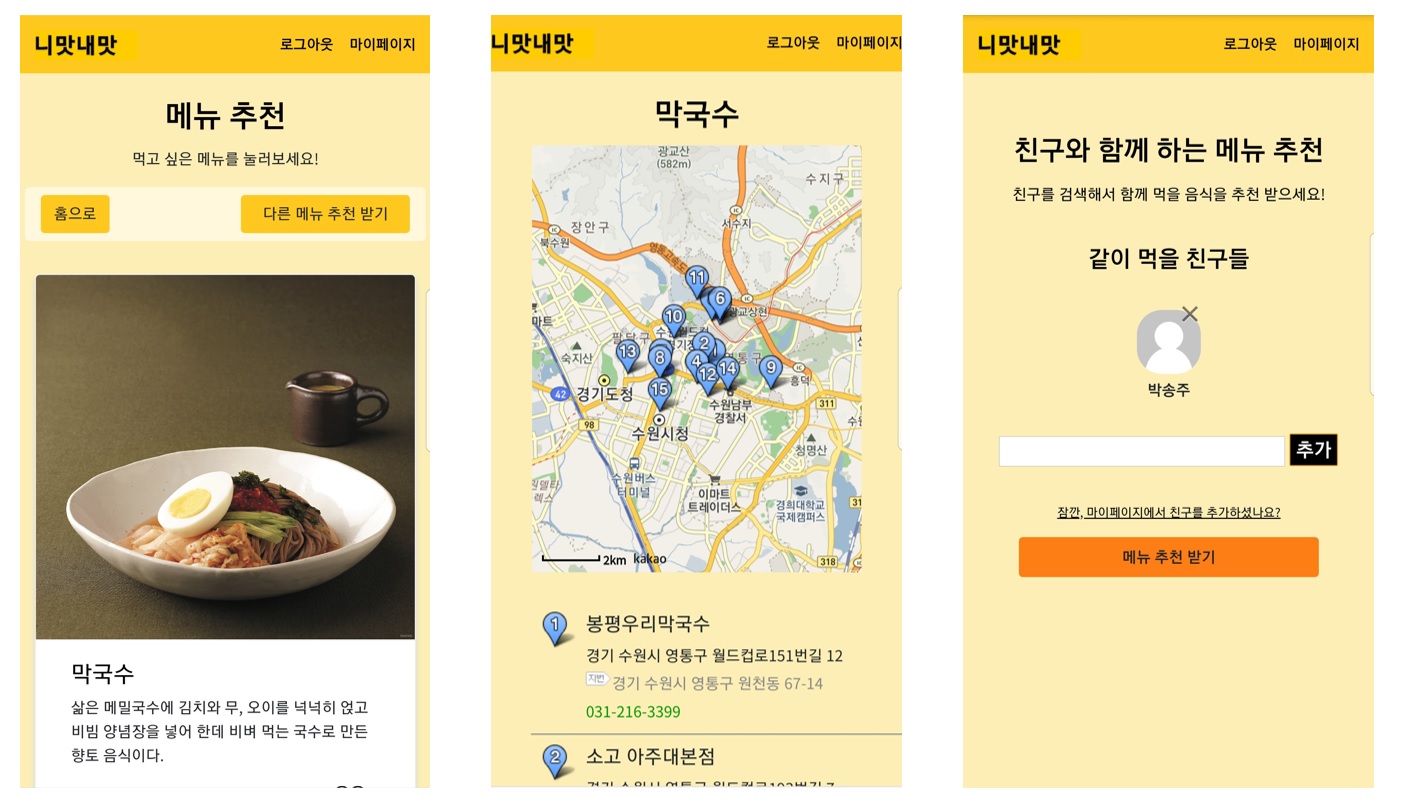 니맛내맛
로그아웃 마이페이지
메뉴 추천
먹고 싶은 메뉴를 눌러보세요!
홈으로
다른 메뉴 추천 받기
막국수
삶은 메밀국수에 김치와 무, 오이를 넉넉히 얹고
비빔 양념장을 넣어 한데 비벼 먹는 국수로 만든
향토 음식이다.
니맛내맛
로그아웃 마이페이지
막국수
광교산
(582m)
수지구
장안구
북수원
서수지
영동고속도
11
6
광교상현
10
마트
팔달구
숙지산
13
8
2
4
12
14
9
영통구
흥덕
42
경기도청
15
수원남부
경찰서
311
98
수원시청
청명산
수원버스
터미널
이마트
트레이더스
경희대학교
국제캠퍼스
31
2km kakao
318
1
봉평우리막국수
경기 수원시 영통구 월드컵로151번길 12
지번 경기 수원시 영통구 원천동 67-14
031-216-3399
2
소고 아주대본점
니맛내맛
로그아웃 마이페이지
친구와 함께 하는 메뉴 추천
친구를 검색해서 함께 먹을 음식을 추천 받으세요!
같이 먹을 친구들
박송주
추가
잠깐, 마이페이지에서 친구를 추가하셨나요?
메뉴 추천 받기